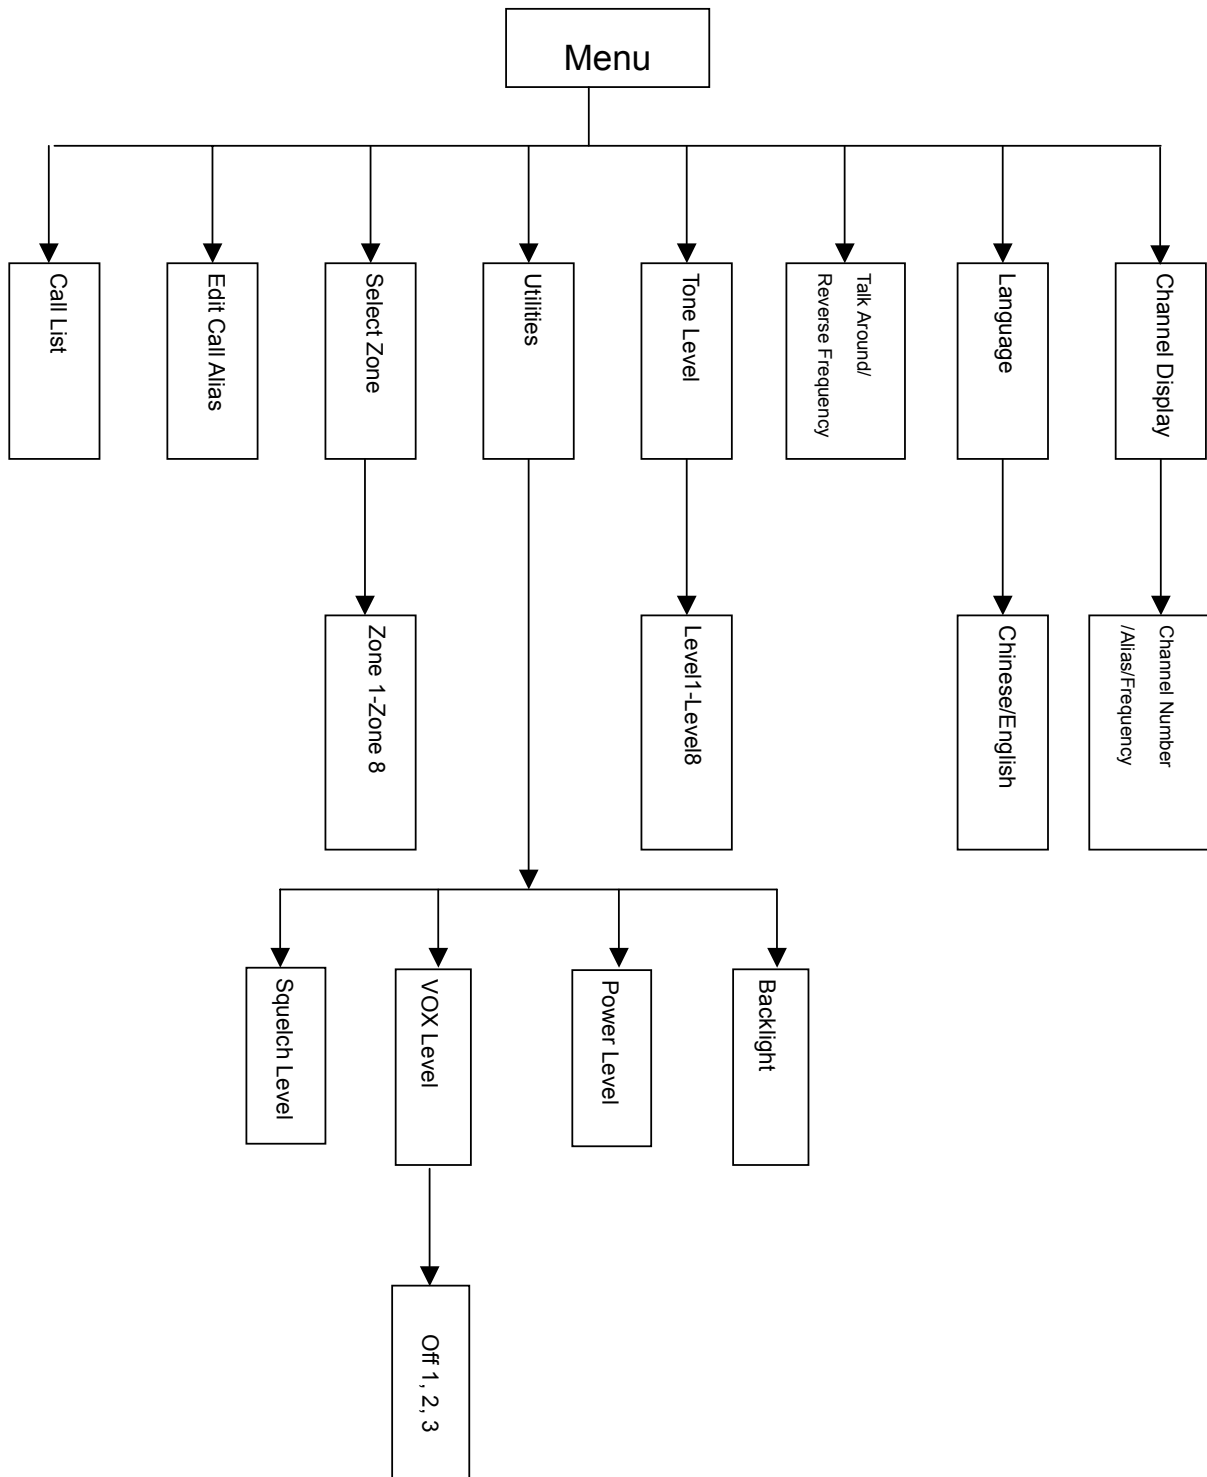 Menu
Call List
Edit Call Alias
Select Zone
Utilities
Tone Level
Talk Around/
Reverse Frequency
Language
Channel Display
Zone 1-Zone 8
Level1-Level8
Chinese/English
Channel Number
/Alias/Frequency
Squelch Level
VOX Level
Power Level
Backlight
Off 1, 2, 3